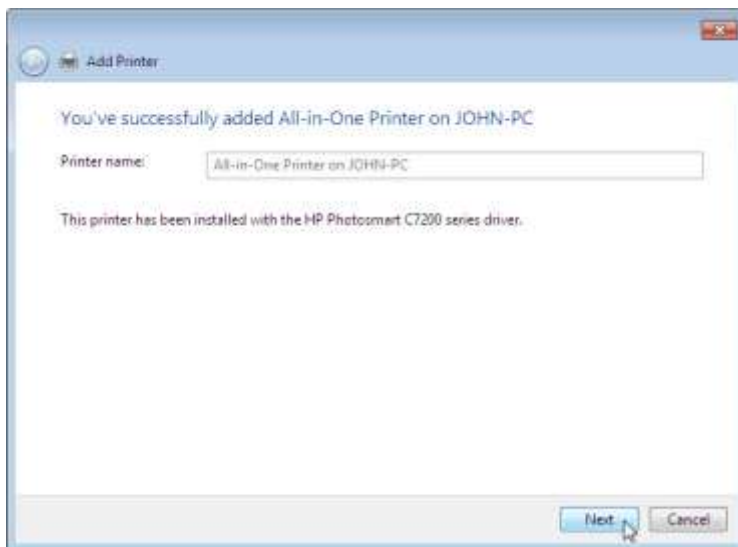 Add Printer
You've successfully added All-in-One Printer on JOHN-PC
Printer name: All-in-One Printer on JOHN-PC
This printer has been installed with the HP Photosmart C7200 series driver.
Next Cancel